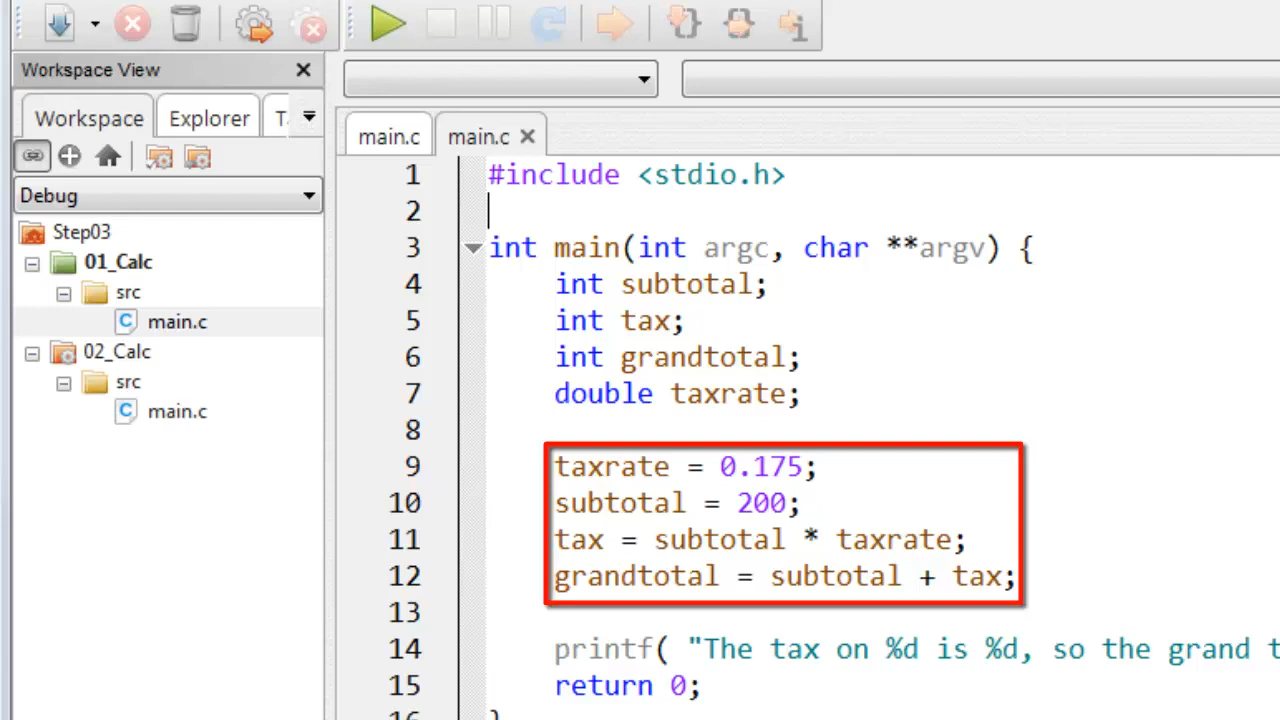 Workspace View
Workspace Explorer
Debug
Step03
01_Calc
src
main.c
02_Calc
src
main.c
main.c main.c
1 #include <stdio.h>
2
3 int main(int argc, char **argv) {
4 int subtotal;
5 int tax;
6 int grandtotal;
7 double taxrate;
8
9 taxrate = 0.175;
10 subtotal = 200;
11 tax = subtotal * taxrate;
12 grandtotal = subtotal + tax;
13
14 printf( "The tax on %d is %d, so the grand t
15 return 0;
16 }